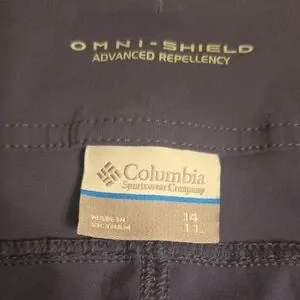 OMNI-SHIELD
ADVANCED REPELLENCY
Columbia
Sportswear Company
MADE IN
VIETNAM
14